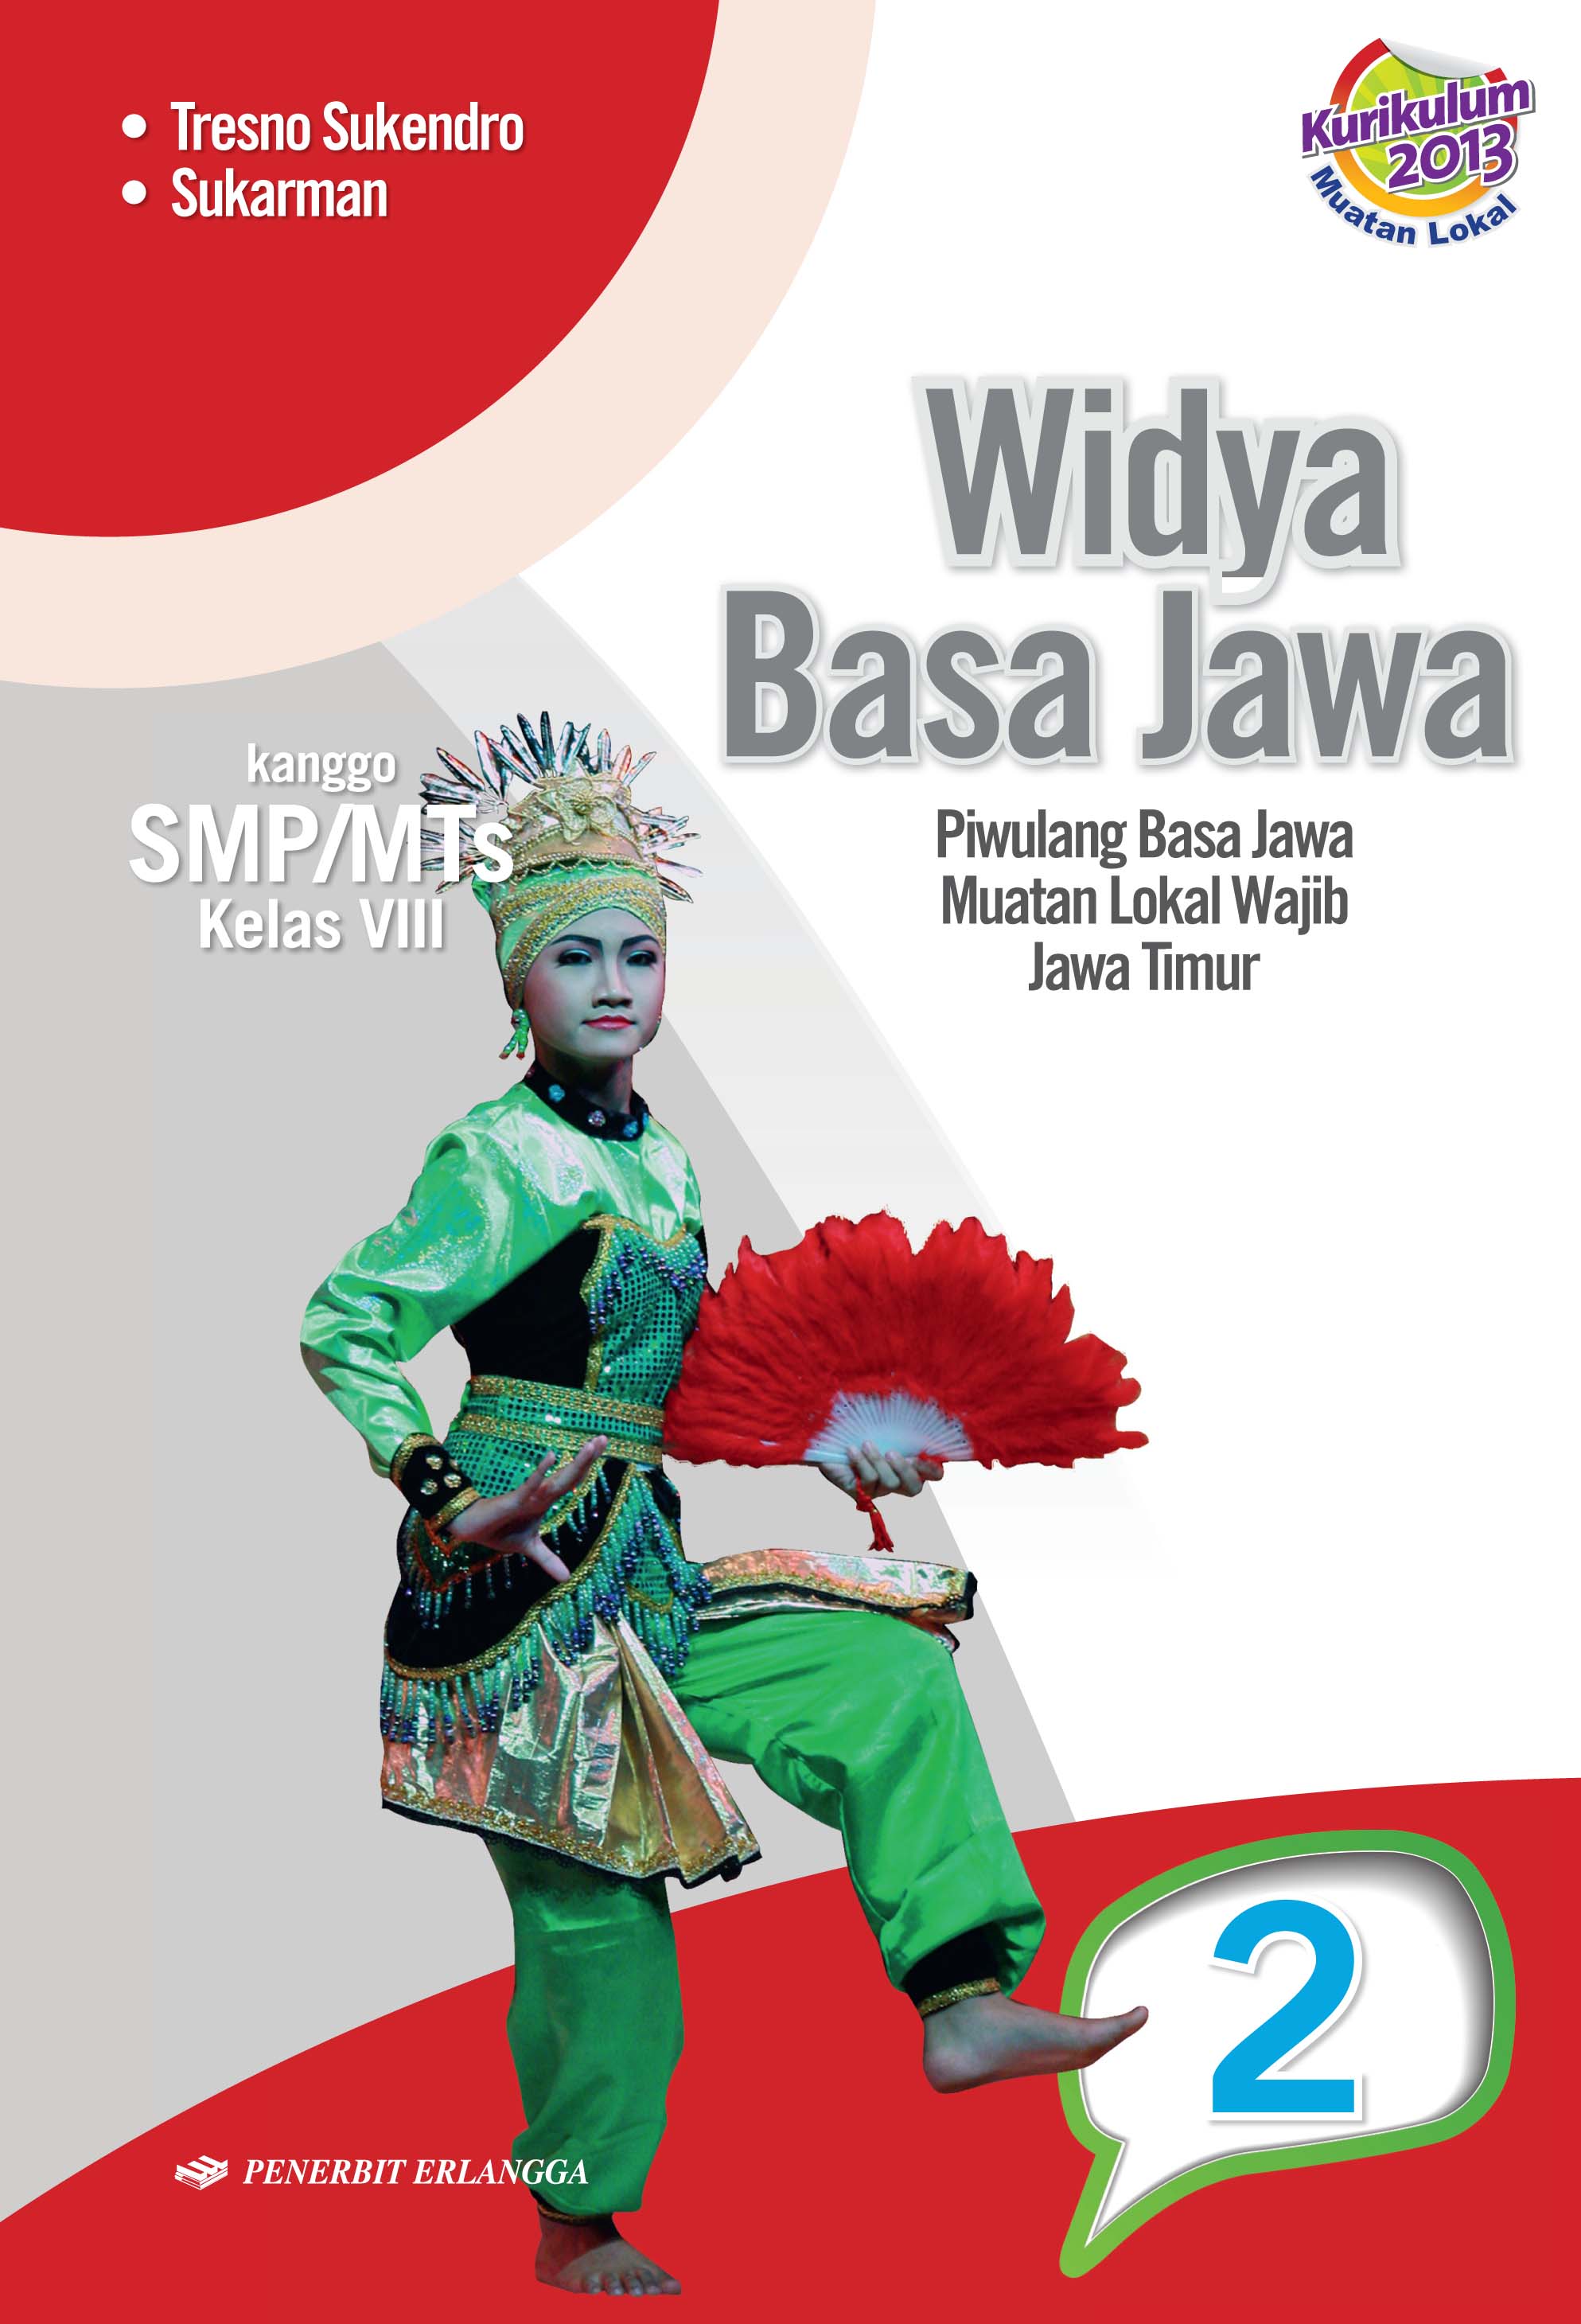 • Tresno Sukendro
• Sukarman
Kurikulum
2013
Muatan Lokal
Widya
Basa Jawa
Piwulang Basa Jawa
Muatan Lokal Wajib
Jawa Timur
kanggo
SMP/MTs
Kelas VIII
2
PENERBIT ERLANGGA